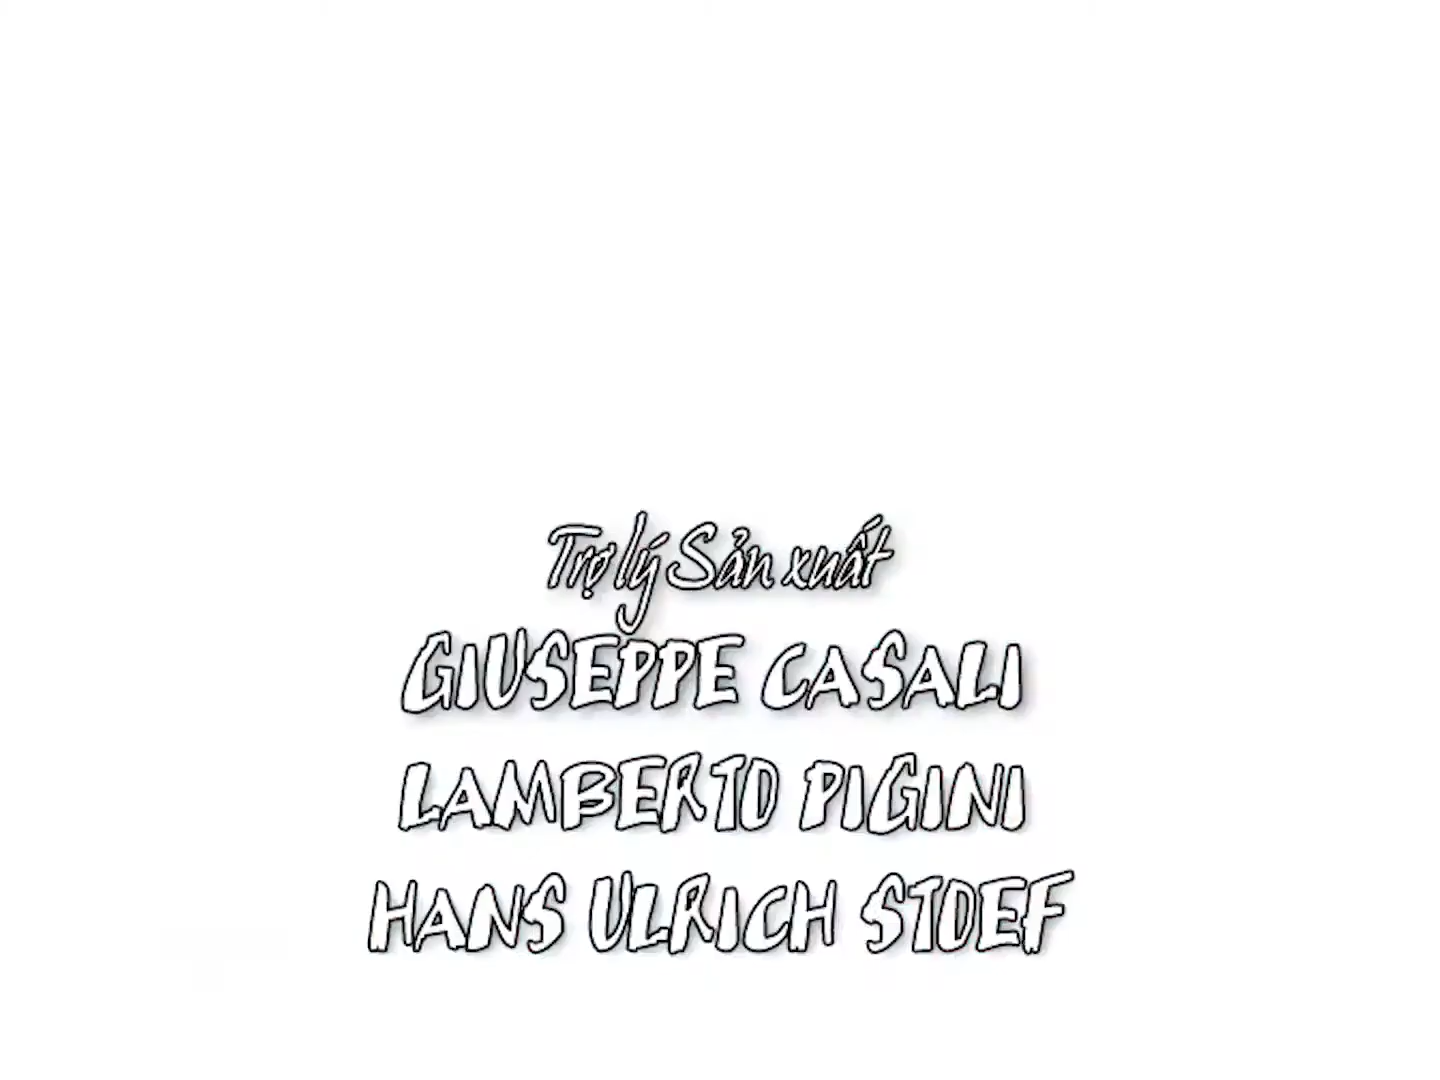 Trợ lý Sản xuất
GIUSEPPE CASALI
LAMBERTO PIGINI
HANS ULRICH STOEF